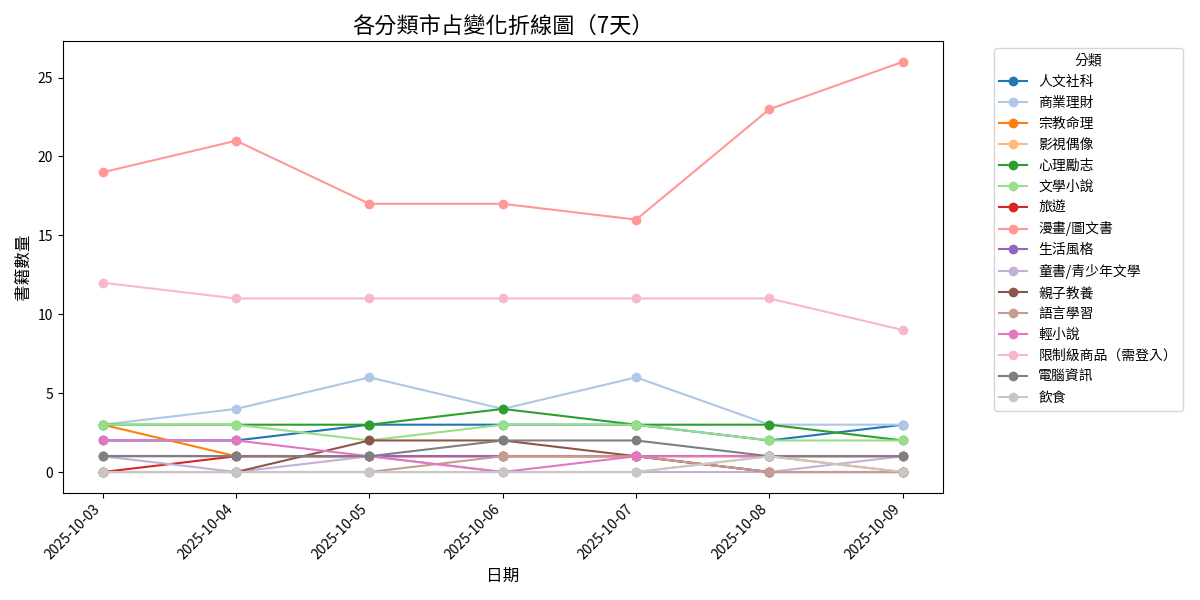 各分類市占變化折線圖（7天）
書籍數量
25
20
15
10
5
0
2025-10-03
2025-10-04
2025-10-05
2025-10-06
2025-10-07
2025-10-08
2025-10-09
日期
分類
人文社科
商業理財
宗教命理
影視偶像
心理勵志
文學小說
旅遊
漫畫/圖文書
生活風格
童書/青少年文學
親子教養
語言學習
輕小說
限制級商品（需登入）
電腦資訊
飲食